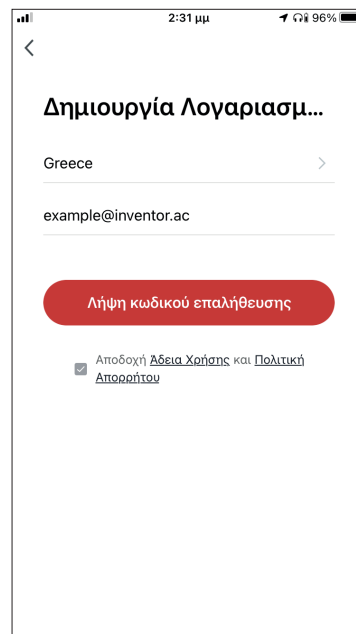 2:31 μμ
96%
Δημιουργία Λογαριασμ...
Greece
example@inventor.ac
Λήψη κωδικού επαλήθευσης
Αποδοχή Άδεια Χρήσης και Πολιτική
Απορρήτου